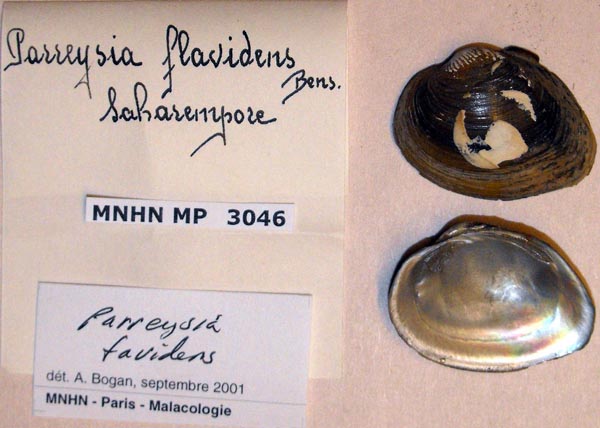 Parreysia flavidens
Bens.
Saharempore
MNHN MP 3046
Parreysia
favidens
dét. A. Bogan, septembre 2001
MNHN - Paris - Malacologie